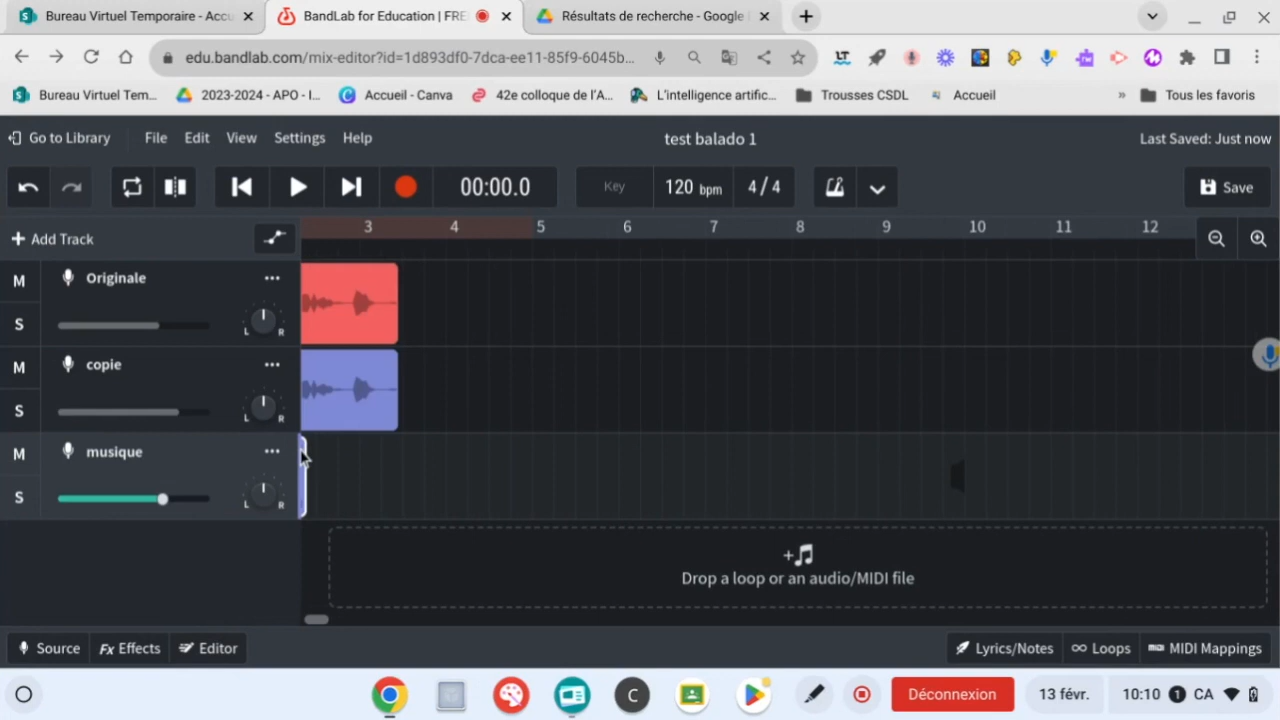 Bureau Virtuel Temporaire - Accu
BandLab for Education | FRE
Résultats de recherche - Google
edu.bandlab.com/mix-editor?id=1d893df0-7dca-ee11-85f9-6045b...
LT
Bureau Virtuel Tem...
2023-2024 - APO - I...
Accueil - Canva
42e colloque de l'A...
L'intelligence artific...
Trousses CSDL
Accueil
»
Tous les favoris
Go to Library
File
Edit
View
Settings
Help
test balado 1
Last Saved: Just now
00:00.0
Key
120 bpm
4 / 4
Save
+ Add Track
3 4 5 6 7 8 9 10 11 12
M
Originale
S
L R
M
copie
S
L R
M
musique
S
L R
Drop a loop or an audio/MIDI file
Source
Fx Effects
Editor
Lyrics/Notes
Loops
MIDI Mappings
C
Déconnexion
13 févr.
10:10 1 CA